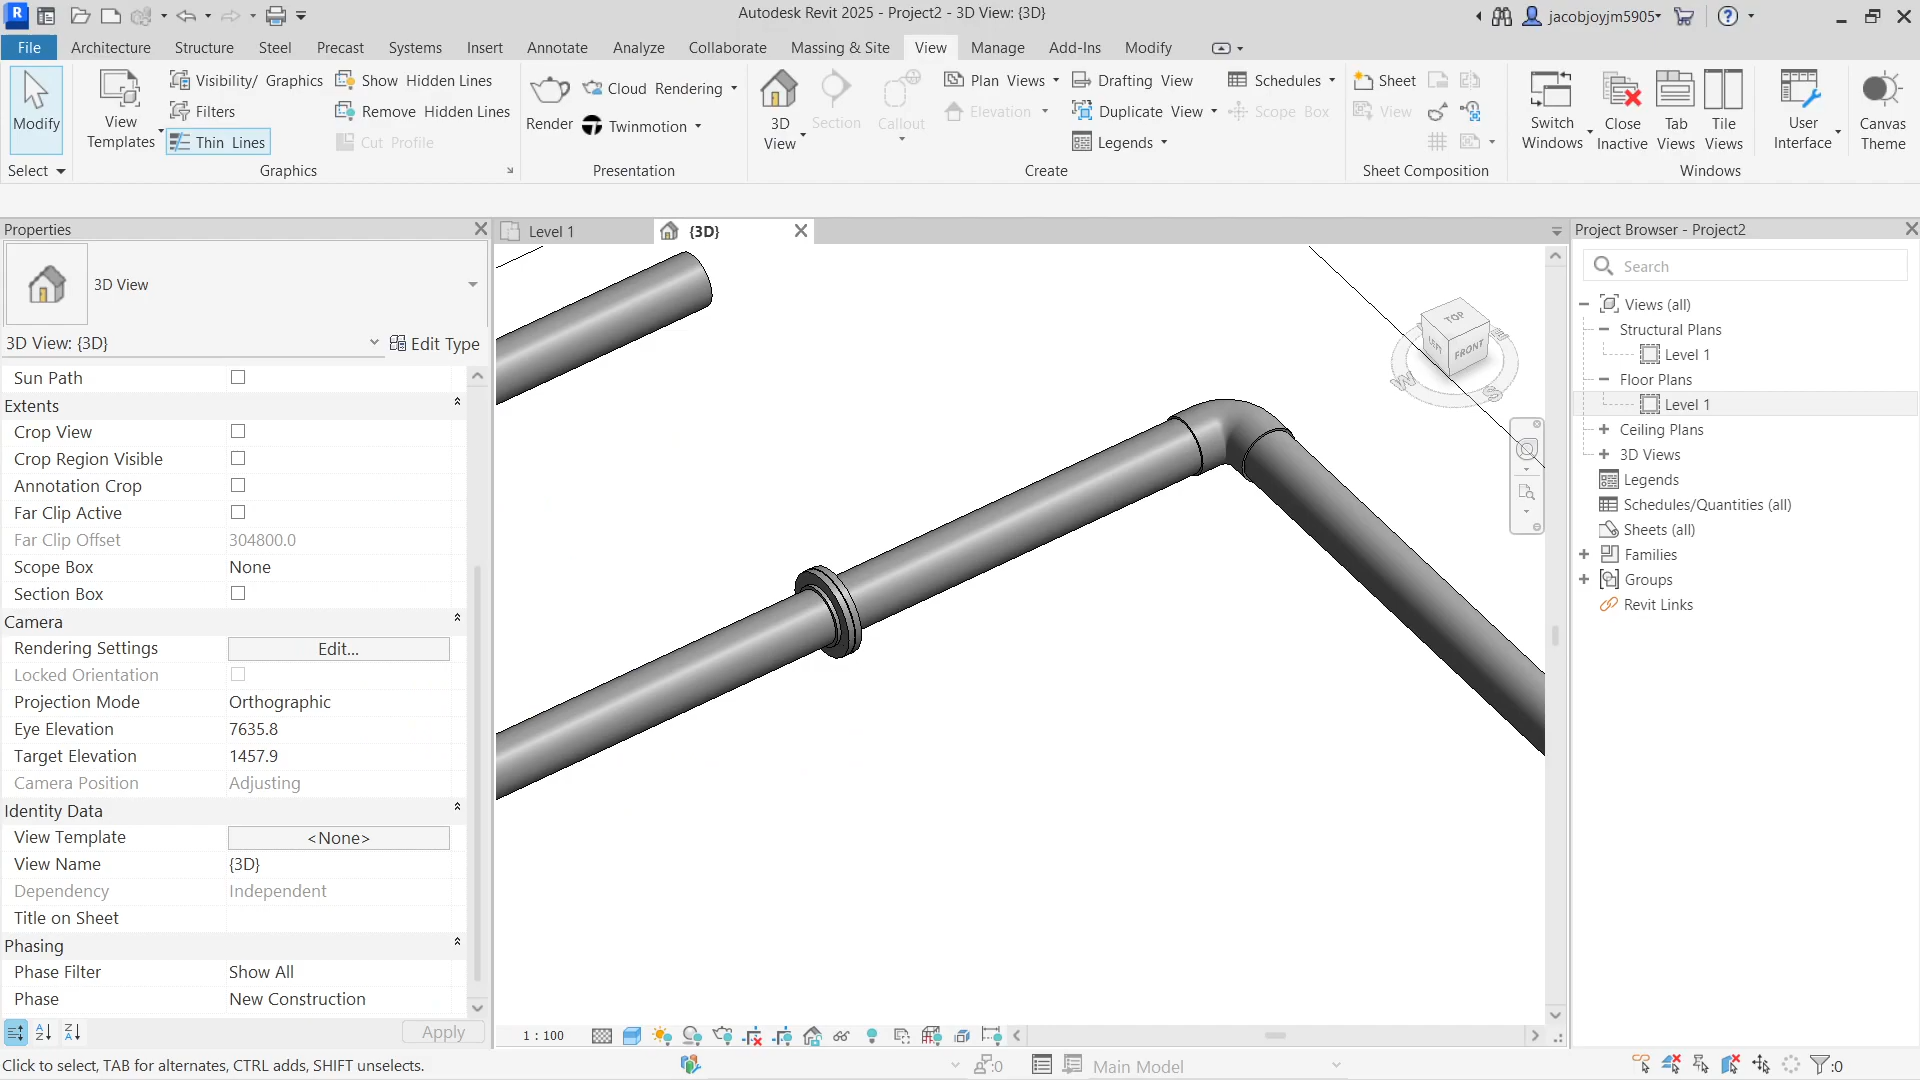 Autodesk Revit 2025 - Project2 - 3D View: {3D}
jacobjoyjm5905
File Architecture Structure Steel Precast Systems Insert Annotate Analyze Collaborate Massing & Site View Manage Add-Ins Modify
Modify
Select
View Templates
Visibility/ Graphics
Filters
Thin Lines
Show Hidden Lines
Remove Hidden Lines
Cut Profile
Graphics
Render
Cloud Rendering
Twinmotion
Presentation
3D View
Section
Callout
Plan Views
Elevation
Drafting View
Duplicate View
Legends
Schedules
Scope Box
Create
Sheet
View
Sheet Composition
Switch Windows
Close Inactive
Tab Views
Tile Views
User Interface
Windows
Canvas Theme
Properties
3D View
3D View: {3D}
Edit Type
Sun Path
Extents
Crop View
Crop Region Visible
Annotation Crop
Far Clip Active
Far Clip Offset 304800.0
Scope Box None
Section Box
Camera
Rendering Settings Edit...
Locked Orientation
Projection Mode Orthographic
Eye Elevation 7635.8
Target Elevation 1457.9
Camera Position Adjusting
Identity Data
View Template <None>
View Name {3D}
Dependency Independent
Title on Sheet
Phasing
Phase Filter Show All
Phase New Construction
Apply
Level 1
{3D}
TOP
LEFT
FRONT
W
S
E
1 : 100
Project Browser - Project2
Search
Views (all)
Structural Plans
Level 1
Floor Plans
Level 1
Ceiling Plans
3D Views
Legends
Schedules/Quantities (all)
Sheets (all)
Families
Groups
Revit Links
Click to select, TAB for alternates, CTRL adds, SHIFT unselects.
:0
Main Model
:0